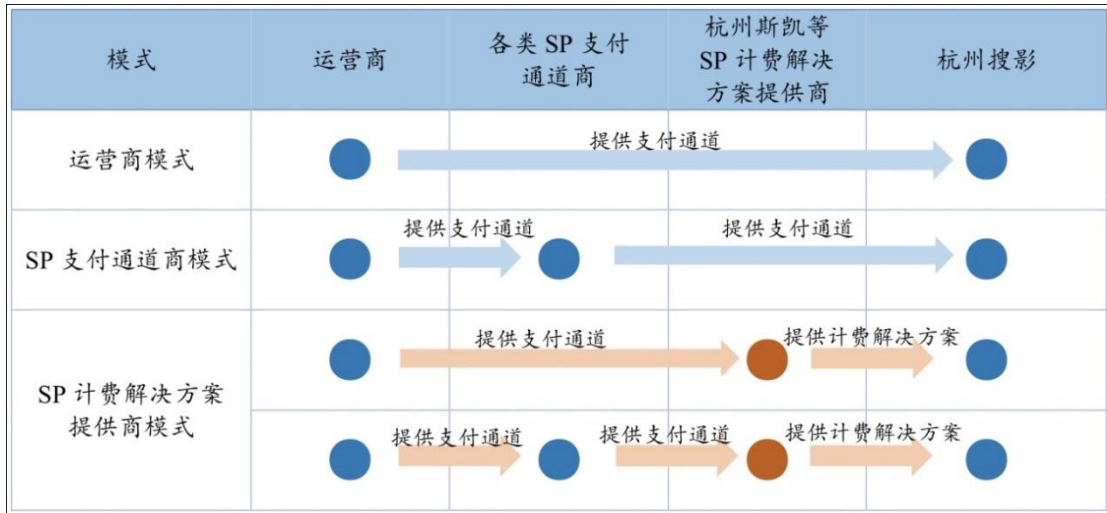 模式
运营商
各类 SP 支付
通道商
杭州斯凯等
SP 计费解决
方案提供商
杭州搜影
运营商模式
提供支付通道
SP 支付通道商模式
提供支付通道
提供支付通道
SP 计费解决方案
提供商模式
提供支付通道
提供计费解决方案
提供支付通道
提供支付通道
提供计费解决方案